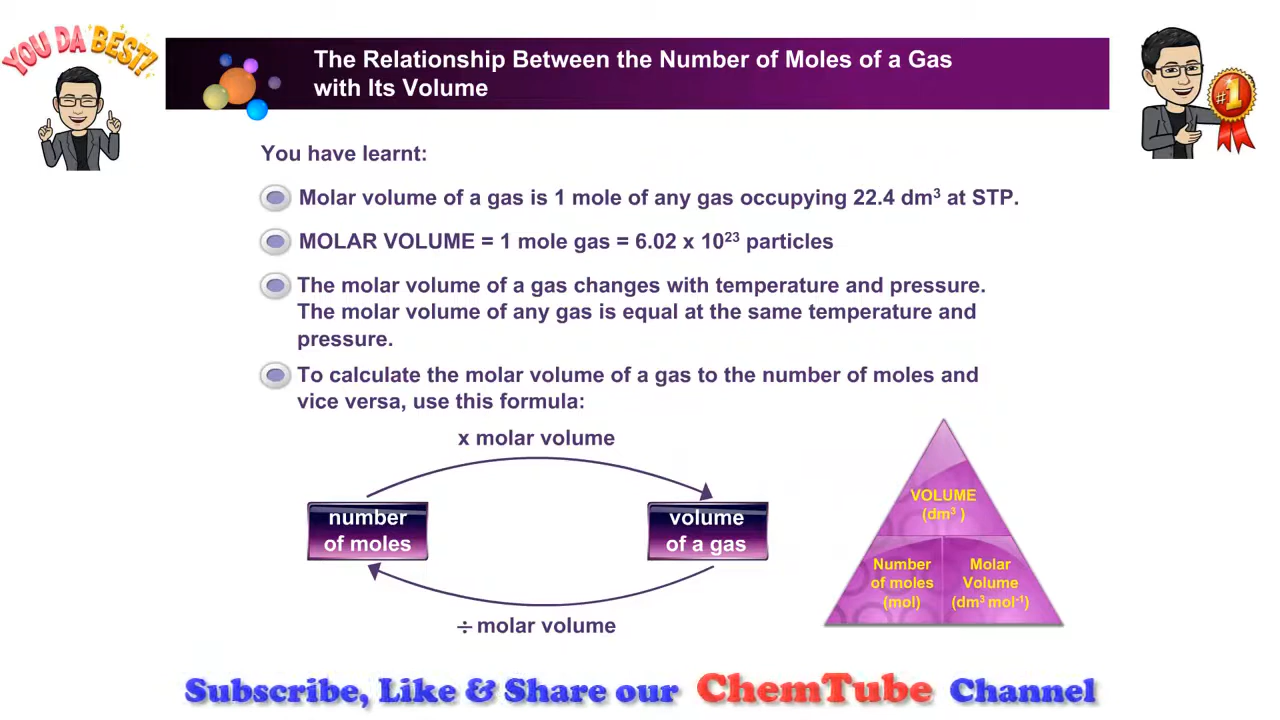 YOU DA BEST!
#1
The Relationship Between the Number of Moles of a Gas
with Its Volume
You have learnt:
Molar volume of a gas is 1 mole of any gas occupying 22.4 dm³ at STP.
MOLAR VOLUME = 1 mole gas = 6.02 x 10²³ particles
The molar volume of a gas changes with temperature and pressure.
The molar volume of any gas is equal at the same temperature and
pressure.
To calculate the molar volume of a gas to the number of moles and
vice versa, use this formula:
x molar volume
number
of moles
volume
of a gas
÷ molar volume
VOLUME
(dm³ )
Number
of moles
(mol)
Molar
Volume
(dm³ mol⁻¹)
Subscribe, Like & Share our ChemTube Channel